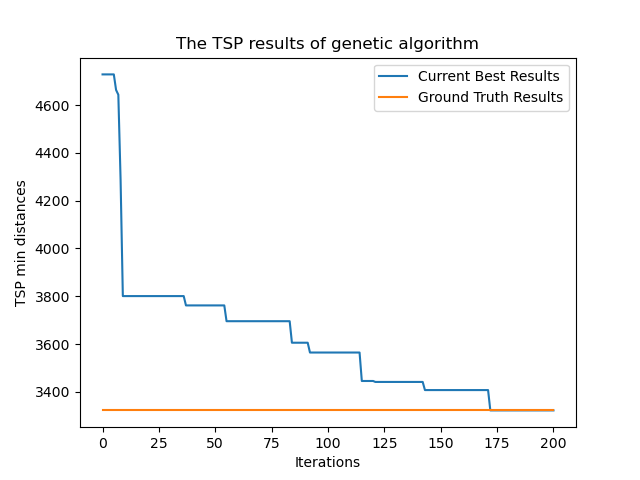 The TSP results of genetic algorithm
Current Best Results
Ground Truth Results
TSP min distances
4600
4400
4200
4000
3800
3600
3400
0 25 50 75 100 125 150 175 200
Iterations